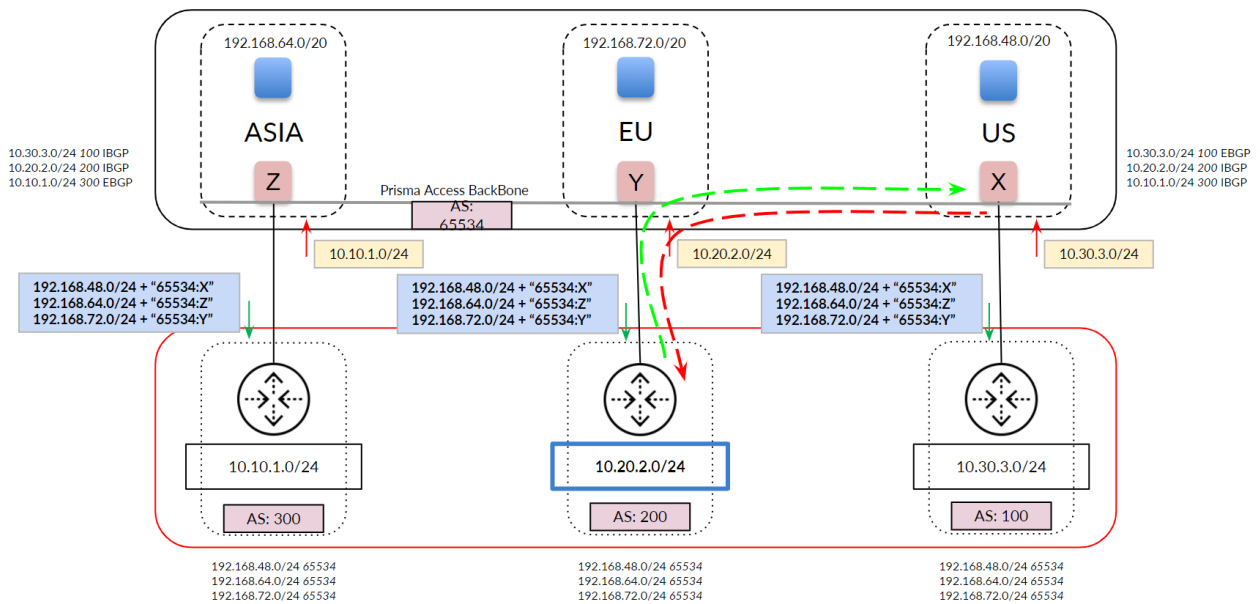 192.168.64.0/20
192.168.72.0/20
192.168.48.0/20
ASIA
EU
US
10.30.3.0/24 100 IBGP
10.20.2.0/24 200 IBGP
10.10.1.0/24 300 EBGP
10.30.3.0/24 100 EBGP
10.20.2.0/24 200 IBGP
10.10.1.0/24 300 IBGP
Z
Y
X
Prisma Access BackBone
AS:
65534
10.10.1.0/24
10.20.2.0/24
10.30.3.0/24
192.168.48.0/24 + “65534:X”
192.168.64.0/24 + “65534:Z”
192.168.72.0/24 + “65534:Y”
192.168.48.0/24 + “65534:X”
192.168.64.0/24 + “65534:Z”
192.168.72.0/24 + “65534:Y”
192.168.48.0/24 + “65534:X”
192.168.64.0/24 + “65534:Z”
192.168.72.0/24 + “65534:Y”
10.10.1.0/24
10.20.2.0/24
10.30.3.0/24
AS: 300
AS: 200
AS: 100
192.168.48.0/24 65534
192.168.64.0/24 65534
192.168.72.0/24 65534
192.168.48.0/24 65534
192.168.64.0/24 65534
192.168.72.0/24 65534
192.168.48.0/24 65534
192.168.64.0/24 65534
192.168.72.0/24 65534